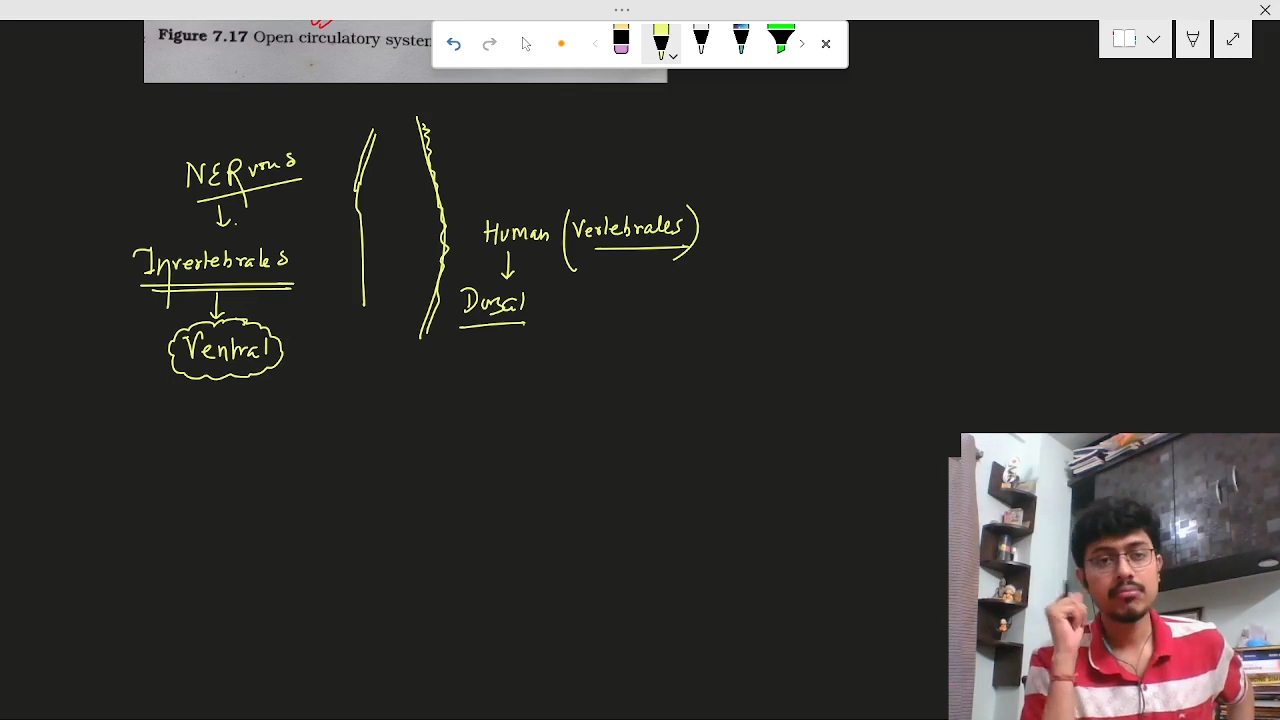 Figure 7.17 Open circulatory system
NERvous
Invertebrates
Ventral
Human (Vertebrates)
Dorsal